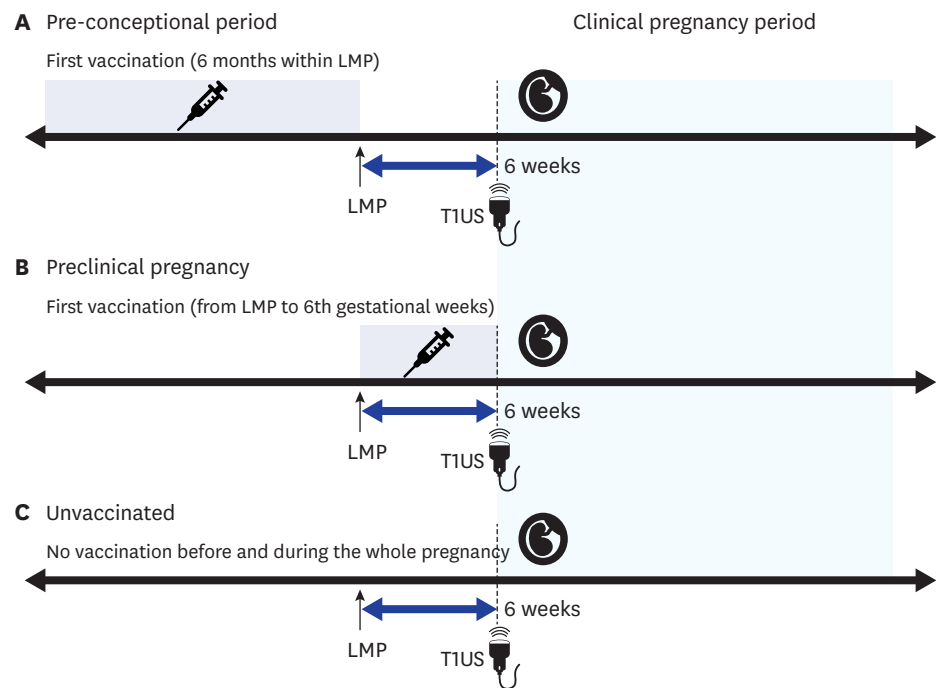 A Pre-conceptional period
Clinical pregnancy period
First vaccination (6 months within LMP)
6 weeks
LMP
T1US
B Preclinical pregnancy
First vaccination (from LMP to 6th gestational weeks)
6 weeks
LMP
T1US
C Unvaccinated
No vaccination before and during the whole pregnancy
6 weeks
LMP
T1US